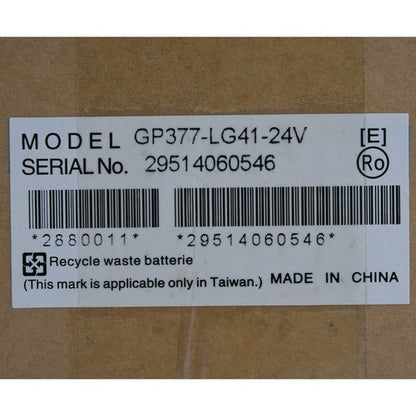 MODEL GP377-LG41-24V [E]
SERIAL No. 29514060546 Ro
*2880011* *29514060546*
Recycle waste batterie
(This mark is applicable only in Taiwan.) MADE IN CHINA